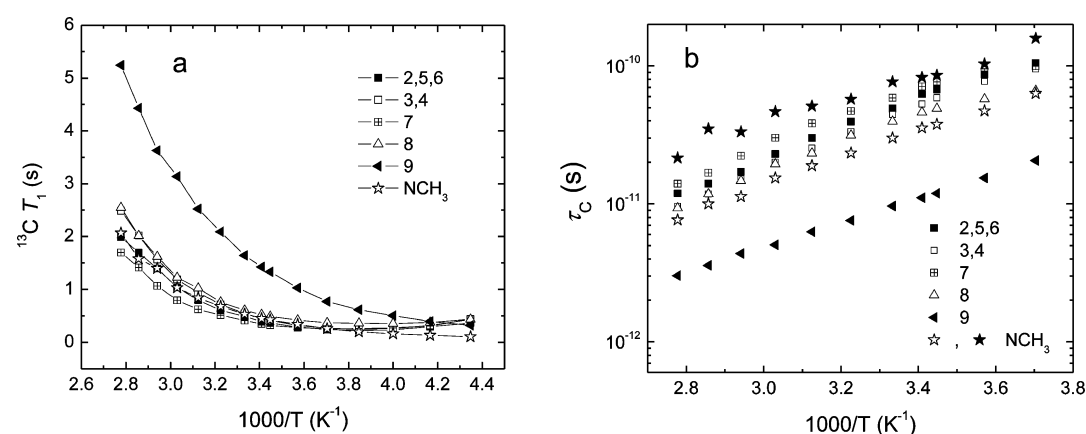 a
6
5
4
3
2
1
0
¹³C T₁ (s)
2,5,6
3,4
7
8
9
NCH₃
2.6 2.8 3.0 3.2 3.4 3.6 3.8 4.0 4.2 4.4
1000/T (K⁻¹)
b
10⁻¹⁰
10⁻¹¹
10⁻¹²
τC (s)
2,5,6
3,4
7
8
9
, NCH₃
2.8 3.0 3.2 3.4 3.6 3.8
1000/T (K⁻¹)